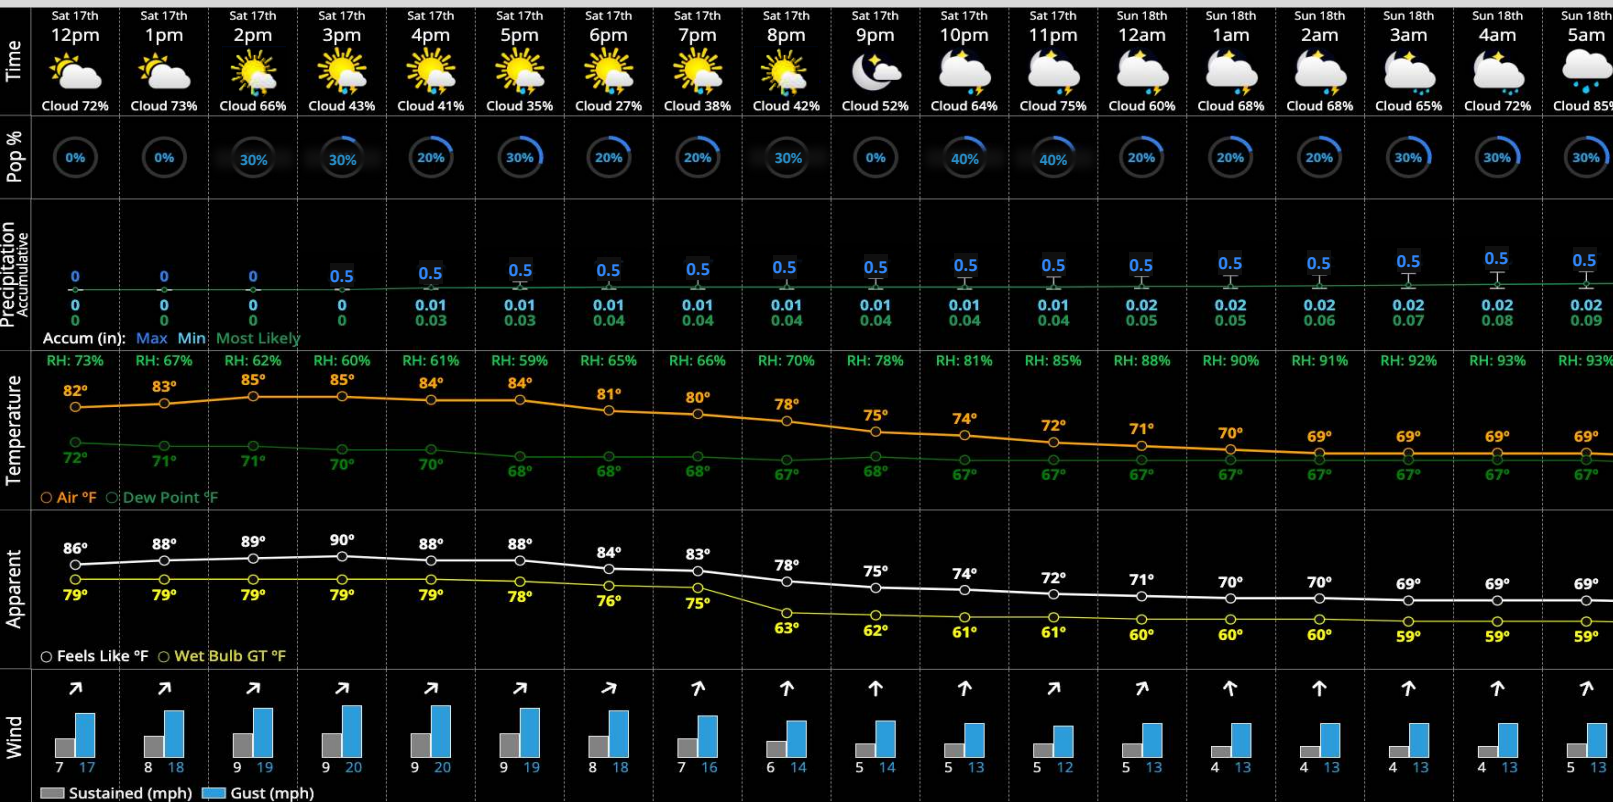 Sat 17th Sat 17th Sat 17th Sat 17th Sat 17th Sat 17th Sat 17th Sat 17th Sat 17th Sat 17th Sat 17th Sat 17th Sun 18th Sun 18th Sun 18th Sun 18th Sun 18th Sun 18th
12pm 1pm 2pm 3pm 4pm 5pm 6pm 7pm 8pm 9pm 10pm 11pm 12am 1am 2am 3am 4am 5am
Time
Cloud 72% Cloud 73% Cloud 66% Cloud 43% Cloud 41% Cloud 35% Cloud 27% Cloud 38% Cloud 42% Cloud 52% Cloud 64% Cloud 75% Cloud 60% Cloud 68% Cloud 68% Cloud 65% Cloud 72% Cloud 85%
Pop %
0% 0% 30% 30% 20% 30% 20% 20% 30% 0% 40% 40% 20% 20% 20% 30% 30% 30%
Precipitation
Accumulative
0 0 0 0.5 0.5 0.5 0.5 0.5 0.5 0.5 0.5 0.5 0.5 0.5 0.5 0.5 0.5 0.5
0 0 0 0 0.01 0.01 0.01 0.01 0.01 0.01 0.01 0.01 0.02 0.02 0.02 0.02 0.02 0.02
0 0 0 0 0.03 0.03 0.04 0.04 0.04 0.04 0.04 0.04 0.05 0.05 0.06 0.07 0.08 0.09
Accum (in): Max Min Most Likely
Temperature
RH: 73% RH: 67% RH: 62% RH: 60% RH: 61% RH: 59% RH: 65% RH: 66% RH: 70% RH: 78% RH: 81% RH: 85% RH: 88% RH: 90% RH: 91% RH: 92% RH: 93% RH: 93%
82° 83° 85° 85° 84° 84° 81° 80° 78° 75° 74° 72° 71° 70° 69° 69° 69° 69°
72° 71° 71° 70° 70° 68° 68° 68° 67° 68° 67° 67° 67° 67° 67° 67° 67° 67°
Air °F Dew Point °F
Apparent
86° 88° 89° 90° 88° 88° 84° 83° 78° 75° 74° 72° 71° 70° 70° 69° 69° 69°
79° 79° 79° 79° 79° 78° 76° 75° 63° 62° 61° 61° 60° 60° 60° 59° 59° 59°
Feels Like °F Wet Bulb GT °F
Wind
7 17 8 18 9 19 9 20 9 20 9 19 8 18 7 16 6 14 5 14 5 13 5 12 5 13 4 13 4 13 4 13 4 13 5 13
Sustained (mph) Gust (mph)